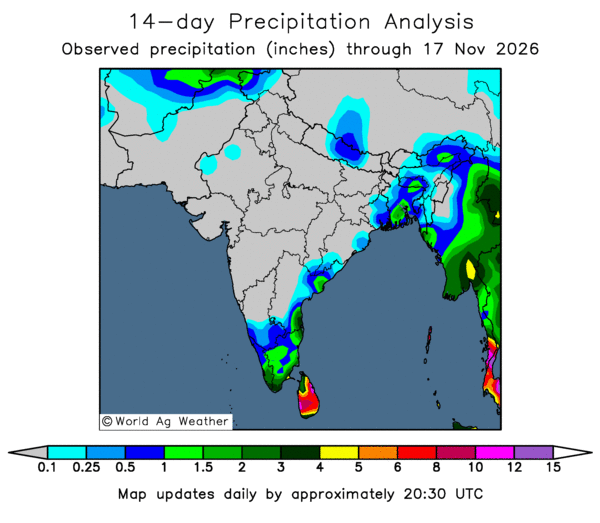 14-day Precipitation Analysis
Observed precipitation (inches) through 17 Nov 2026
©World Ag Weather
0.1 0.25 0.5 1 1.5 2 3 4 5 6 8 10 12 15
Map updates daily by approximately 20:30 UTC